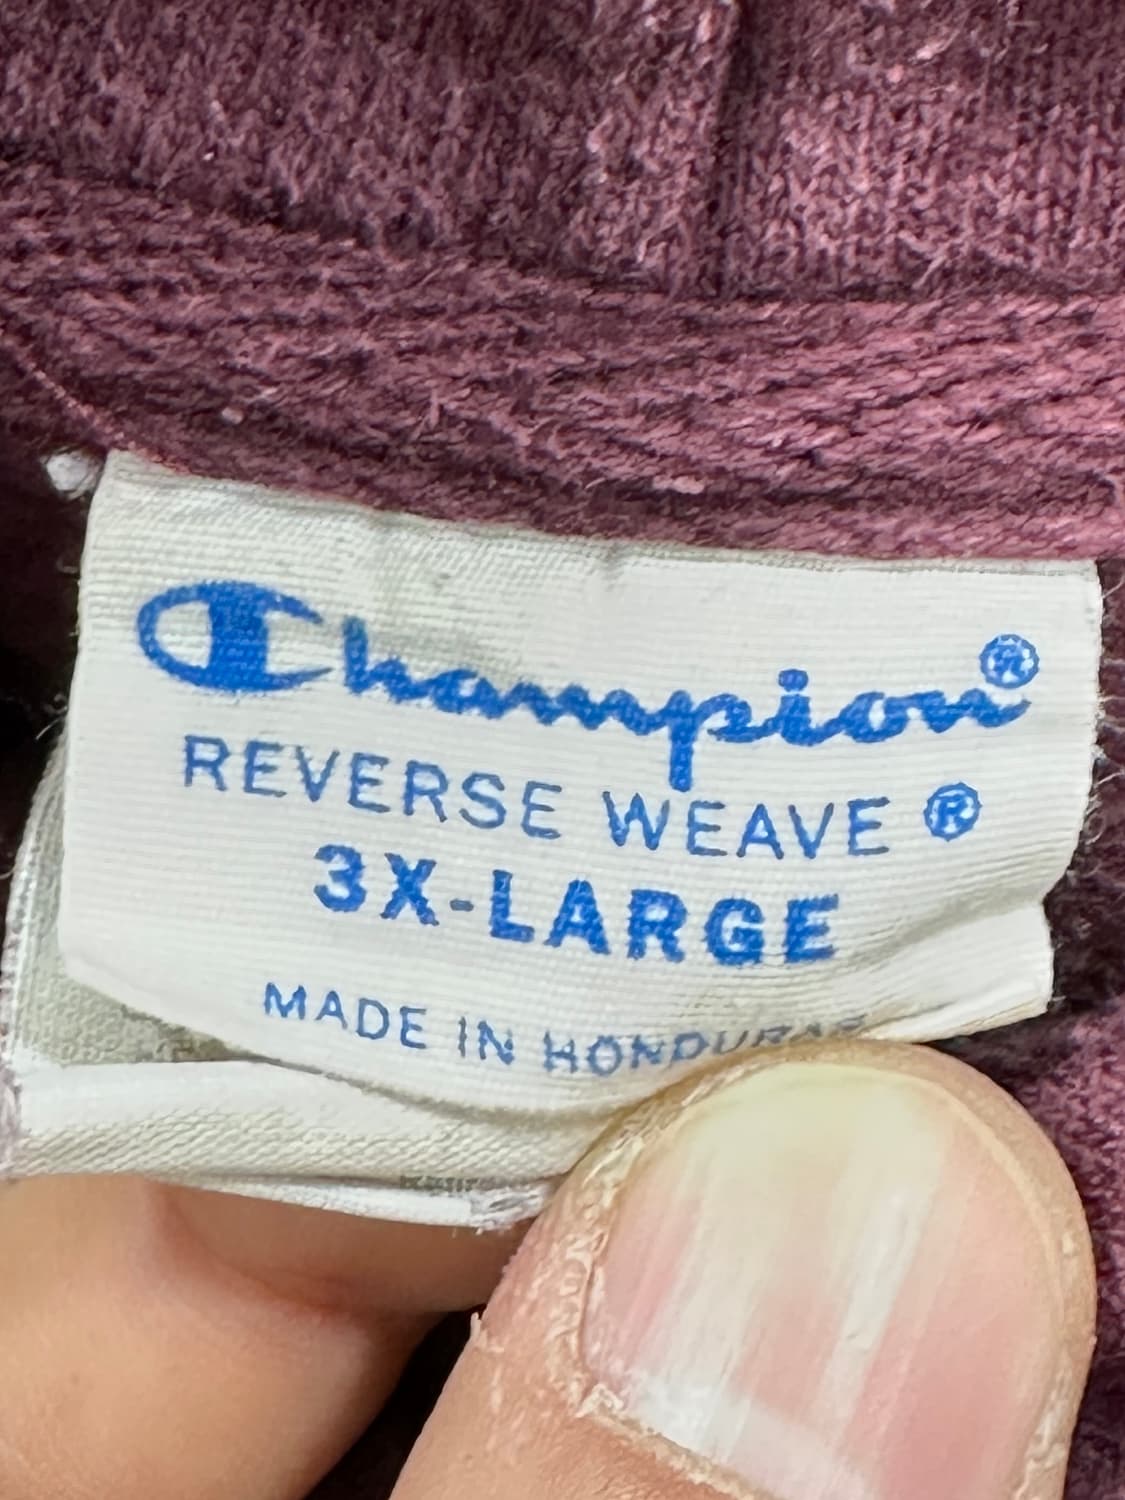 Champion®
REVERSE WEAVE ®
3X-LARGE
MADE IN HONDURAS